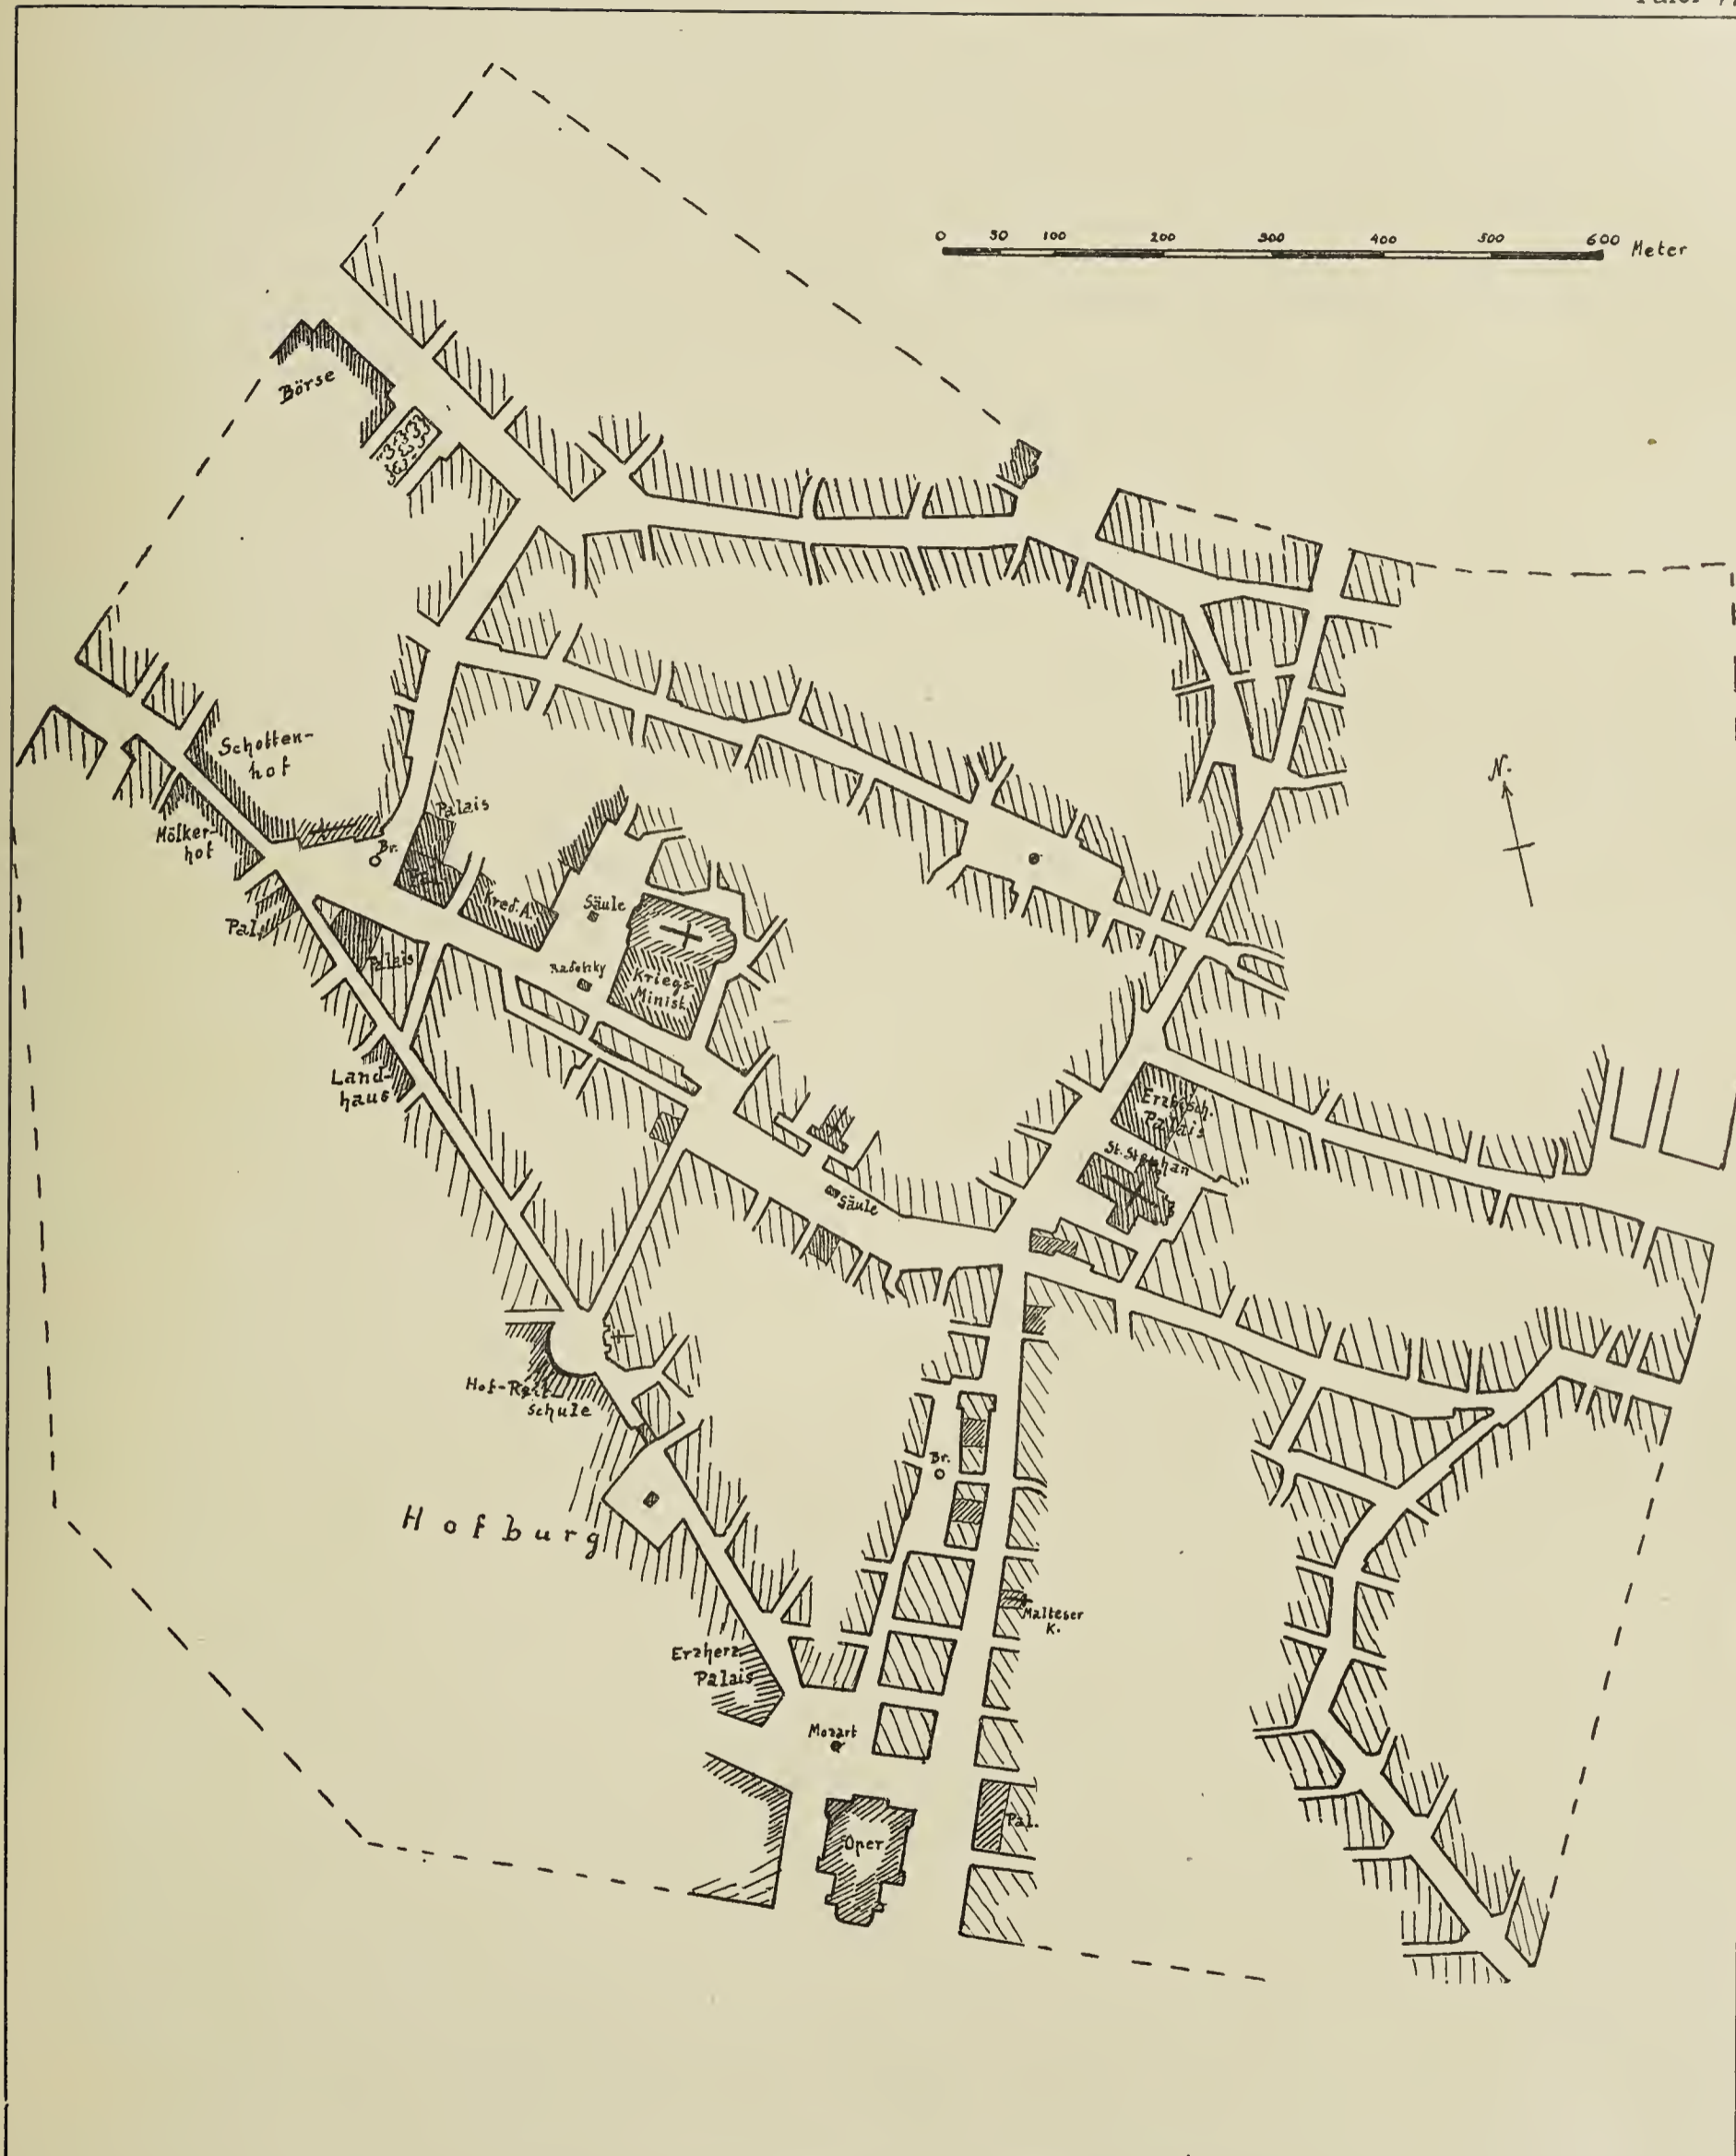 0 50 100 200 300 400 500 600 Meter
Börse
N.
Schotten-
hof
Palais
Mölker-
hof
Br.
Kred. A.
Säule
Pal.
Palais
Radetzky
Kriegs-
Minist.
Land-
haus
Erzbisch.
Palais
St. Stephan
Säule
Hof-Reit-
schule
Br.
Hofburg
Malteser
K.
Erzherz.
Palais
Mozart
Pal.
Oper